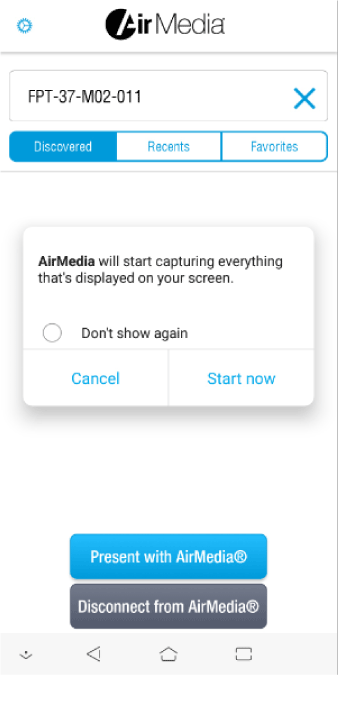 AirMedia
FPT-37-M02-011
Discovered Recents Favorites
AirMedia will start capturing everything
that's displayed on your screen.
Don't show again
Cancel Start now
Present with AirMedia®
Disconnect from AirMedia®